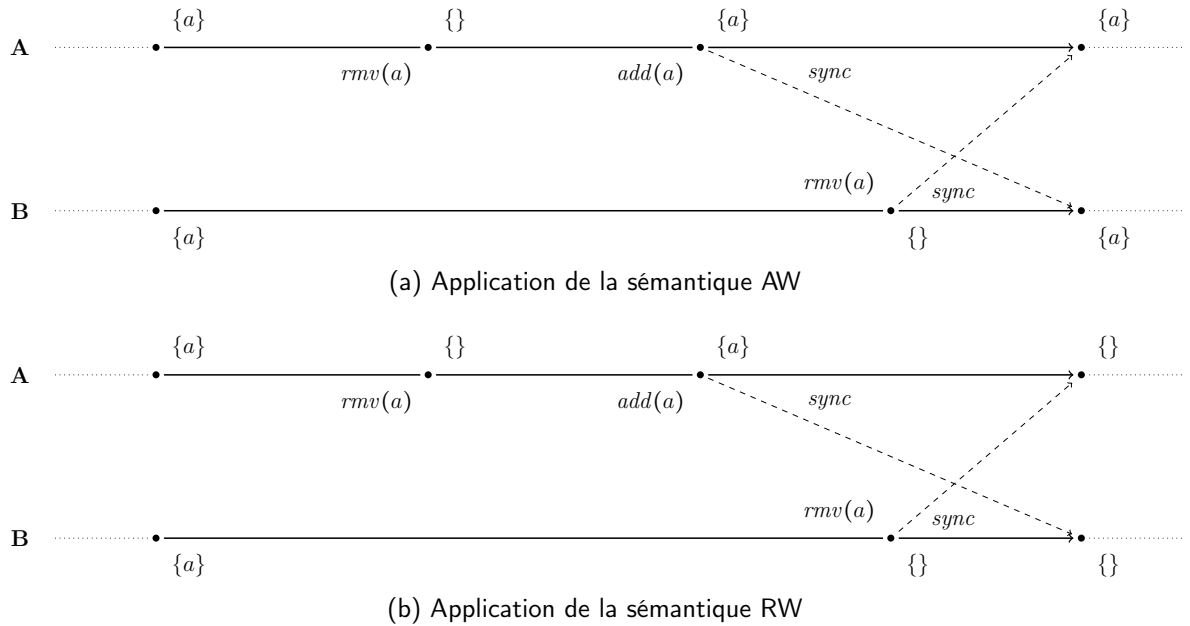 {a} {} {a} {a}
A
rmv(a) add(a) sync
rmv(a)
B sync
{a} {} {a}
(a) Application de la sémantique AW
{a} {} {a} {}
A
rmv(a) add(a) sync
rmv(a)
B sync
{a} {} {}
(b) Application de la sémantique RW